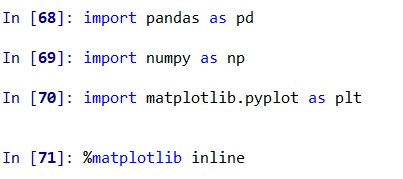 In [68]: import pandas as pd
In [69]: import numpy as np
In [70]: import matplotlib.pyplot as plt
In [71]: %matplotlib inline